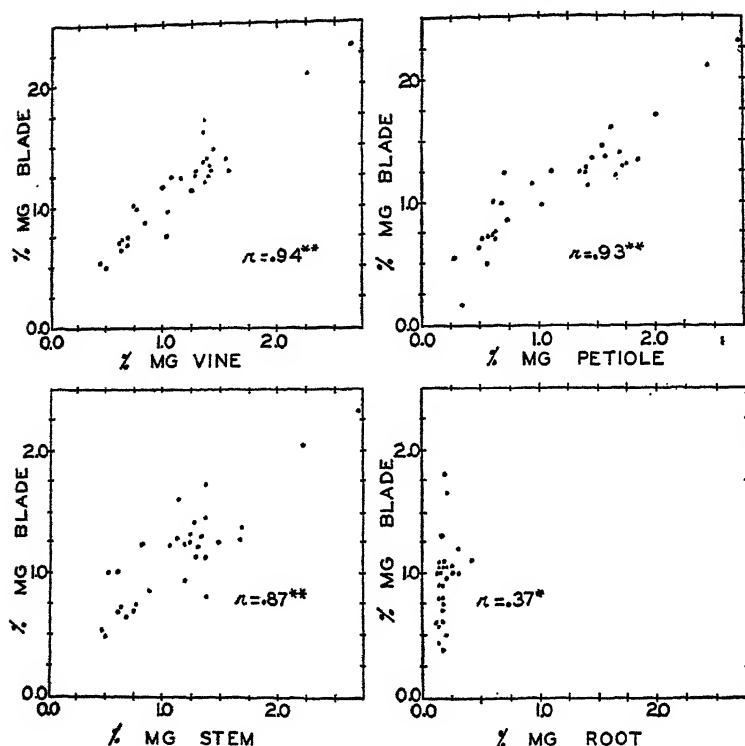 % MG BLADE
2.0
1.0
0.0
r=.94**
0.0
1.0
2.0
% MG VINE
% MG BLADE
2.0
1.0
0.0
r=.93**
0.0
1.0
2.0
% MG PETIOLE
% MG BLADE
2.0
1.0
0.0
r=.87**
0.0
1.0
2.0
% MG STEM
% MG BLADE
2.0
1.0
0.0
r=.37*
0.0
1.0
2.0
% MG ROOT